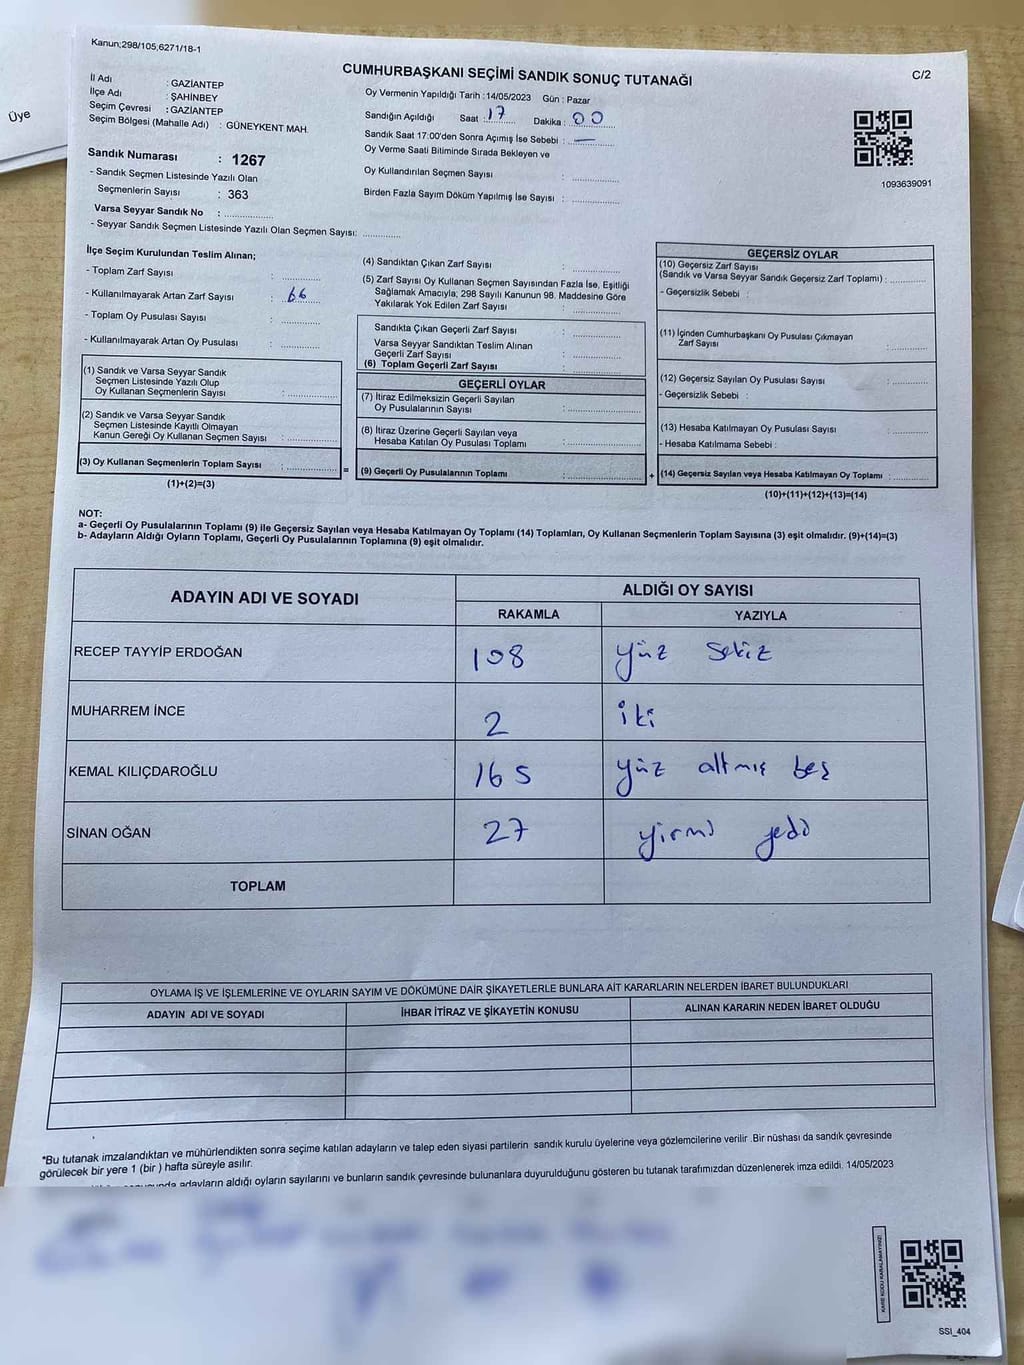 Üye
Kanun;298/105,6271/18-1
CUMHURBAŞKANI SEÇİMİ SANDIK SONUÇ TUTANAĞI
C/2
İl Adı : GAZİANTEP
İlçe Adı : ŞAHİNBEY
Seçim Çevresi : GAZİANTEP
Seçim Bölgesi (Mahalle Adı) : GÜNEYKENT MAH.
Sandık Numarası : 1267
- Sandık Seçmen Listesinde Yazılı Olan
Seçmenlerin Sayısı : 363
Varsa Seyyar Sandık No : ..............
- Seyyar Sandık Seçmen Listesinde Yazılı Olan Seçmen Sayısı: ............
Oy Vermenin Yapıldığı Tarih :14/05/2023 Gün : Pazar
Sandığın Açıldığı Saat : 17 Dakika : 00
Sandık Saat 17:00'den Sonra Açımış İse Sebebi : —
Oy Verme Saati Bitiminde Sırada Bekleyen ve
Oy Kullandırılan Seçmen Sayısı : ..............
Birden Fazla Sayım Döküm Yapılmış İse Sayısı : ..............
1093639091
İlçe Seçim Kurulundan Teslim Alınan;
- Toplam Zarf Sayısı : ..............
- Kullanılmayarak Artan Zarf Sayısı : 66
- Toplam Oy Pusulası Sayısı : ..............
- Kullanılmayarak Artan Oy Pusulası : ..............
(1) Sandık ve Varsa Seyyar Sandık
Seçmen Listesinde Yazılı Olup
Oy Kullanan Seçmenlerin Sayısı : ..............
(2) Sandık ve Varsa Seyyar Sandık
Seçmen Listesinde Kayıtlı Olmayan
Kanun Gereği Oy Kullanan Seçmen Sayısı : ..............
(3) Oy Kullanan Seçmenlerin Toplam Sayısı : ..............
(1)+(2)=(3)
=
(4) Sandıktan Çıkan Zarf Sayısı : ..............
(5) Zarf Sayısı Oy Kullanan Seçmen Sayısından Fazla İse, Eşitliği
Sağlamak Amacıyla; 298 Sayılı Kanunun 98. Maddesine Göre
Yakılarak Yok Edilen Zarf Sayısı : ..............
Sandıkta Çıkan Geçerli Zarf Sayısı : ..............
Varsa Seyyar Sandıktan Teslim Alınan
Geçerli Zarf Sayısı : ..............
(6) Toplam Geçerli Zarf Sayısı : ..............
GEÇERLİ OYLAR
(7) İtiraz Edilmeksizin Geçerli Sayılan
Oy Pusulalarının Sayısı : ..............
(8) İtiraz Üzerine Geçerli Sayılan veya
Hesaba Katılan Oy Pusulası Toplamı : ..............
(9) Geçerli Oy Pusulalarının Toplamı : ..............
+
GEÇERSİZ OYLAR
(10) Geçersiz Zarf Sayısı
(Sandık ve Varsa Seyyar Sandık Geçersiz Zarf Toplamı) : ............
- Geçersizlik Sebebi :
(11) İçinden Cumhurbaşkanı Oy Pusulası Çıkmayan
Zarf Sayısı : ............
(12) Geçersiz Sayılan Oy Pusulası Sayısı : ............
- Geçersizlik Sebebi :
(13) Hesaba Katılmayan Oy Pusulası Sayısı : ............
- Hesaba Katılmama Sebebi :
(14) Geçersiz Sayılan veya Hesaba Katılmayan Oy Toplamı : ............
(10)+(11)+(12)+(13)=(14)
NOT:
a- Geçerli Oy Pusulalarının Toplamı (9) ile Geçersiz Sayılan veya Hesaba Katılmayan Oy Toplamı (14) Toplamları, Oy Kullanan Seçmenlerin Toplam Sayısına (3) eşit olmalıdır. (9)+(14)=(3)
b- Adayların Aldığı Oyların Toplamı, Geçerli Oy Pusulalarının Toplamına (9) eşit olmalıdır.
ADAYIN ADI VE SOYADI ALDIĞI OY SAYISI
RAKAMLA YAZIYLA
RECEP TAYYİP ERDOĞAN 108 yüz sekiz
MUHARREM İNCE 2 iki
KEMAL KILIÇDAROĞLU 165 yüz altmış beş
SİNAN OĞAN 27 yirmi yedi
TOPLAM
OYLAMA İŞ VE İŞLEMLERİNE VE OYLARIN SAYIM VE DÖKÜMÜNE DAİR ŞİKAYETLERLE BUNLARA AİT KARARLARIN NELERDEN İBARET BULUNDUKLARI
ADAYIN ADI VE SOYADI İHBAR İTİRAZ VE ŞİKAYETİN KONUSU ALINAN KARARIN NEDEN İBARET OLDUĞU
*Bu tutanak imzalandıktan ve mühürlendikten sonra seçime katılan adayların ve talep eden siyasi partilerin sandık kurulu üyelerine veya gözlemcilerine verilir .Bir nüshası da sandık çevresinde
görülecek bir yere 1 (bir ) hafta süreyle asılır.
adayların aldığı oyların sayılarını ve bunların sandık çevresinde bulunanlara duyurulduğunu gösteren bu tutanak tarafımızdan düzenlenerek imza edildi. 14/05/2023
KARE KODU KARALAMAYINIZ!
SSI_404